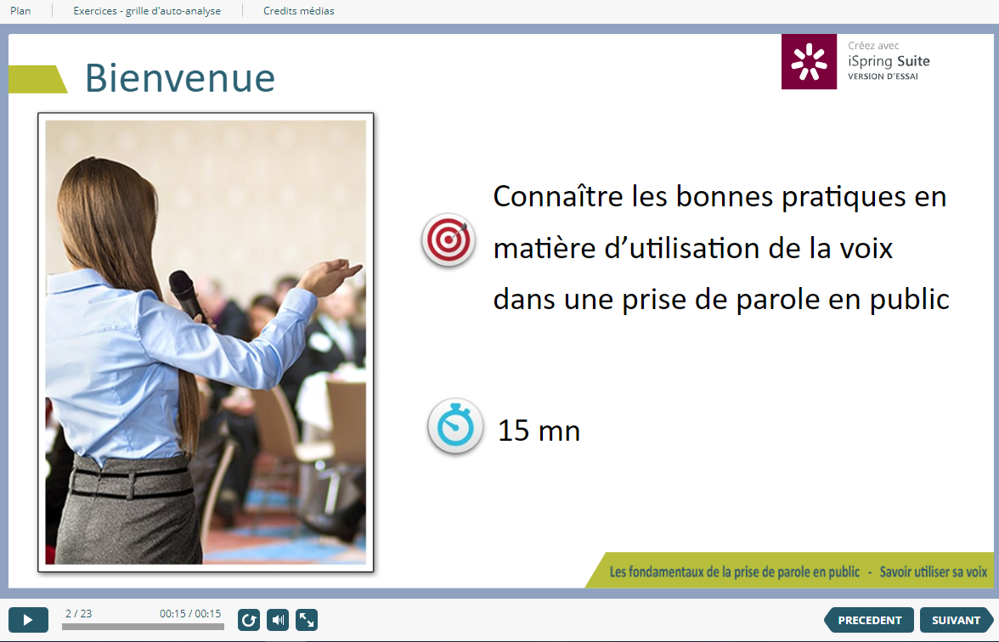 Plan
Exercices - grille d'auto-analyse
Credits médias
Bienvenue
Créez avec
iSpring Suite
VERSION D'ESSAI
Connaître les bonnes pratiques en
matière d’utilisation de la voix
dans une prise de parole en public
15 mn
Les fondamentaux de la prise de parole en public - Savoir utiliser sa voix
2 / 23
00:15 / 00:15
PRECEDENT
SUIVANT